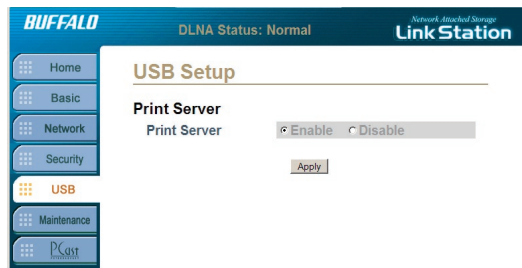 BUFFALO
DLNA Status: Normal
Network Attached Storage
LinkStation
Home
Basic
Network
Security
USB
Maintenance
PCast
USB Setup
Print Server
Print Server Enable Disable
Apply